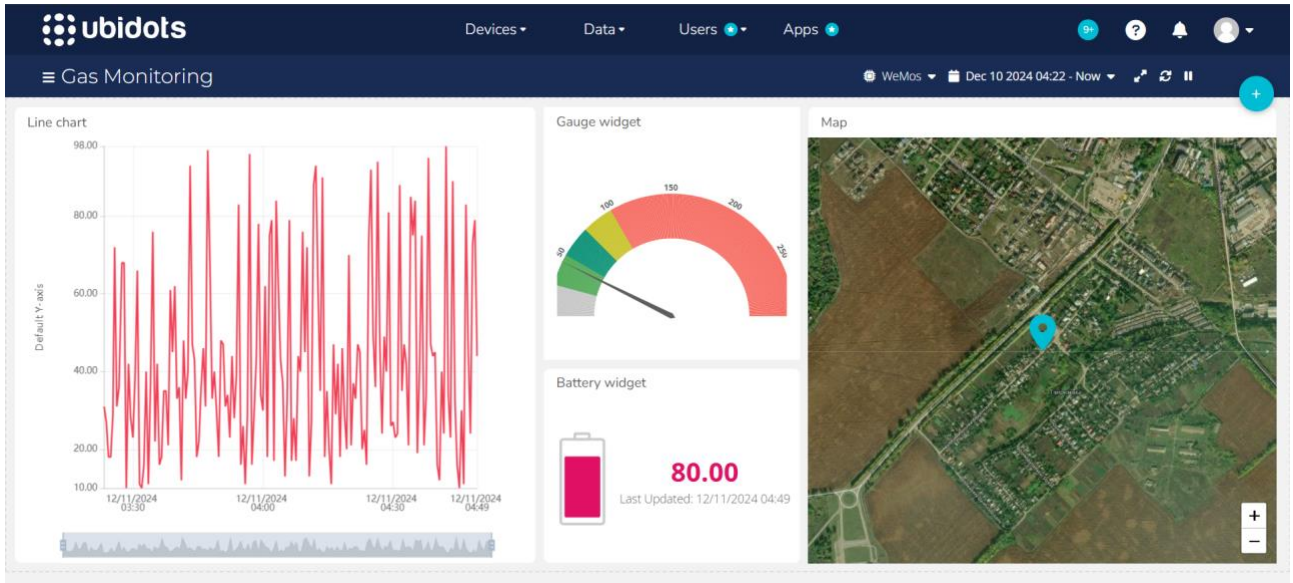 ubidots
Devices
Data
Users
Apps
9+
?
Gas Monitoring
WeMos
Dec 10 2024 04:22 - Now
+
Line chart
98.00
80.00
60.00
40.00
20.00
10.00
Default Y-axis
12/11/2024 12/11/2024 12/11/2024 12/11/2024
03:30 04:00 04:30 04:49
Gauge widget
50
100
150
200
250
Battery widget
80.00
Last Updated: 12/11/2024 04:49
Map
+
−